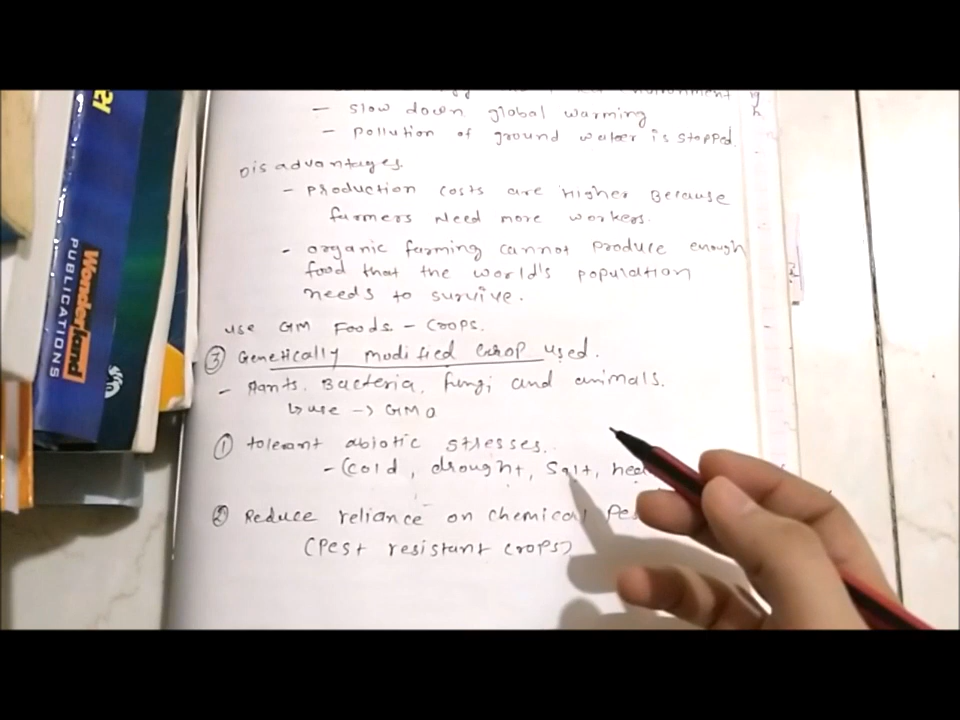 - slow down global warming
- pollution of ground water is stopped.
Disadvantages.
- Production costs are Higher Because
farmers need more workers.
- organic farming cannot produce enough
food that the world's population
needs to survive.
use GM Foods. - Crops.
③ Genetically modified crop used.
- Plants. Bacteria, fungi and animals.
↳ use → GMO
① tolerant abiotic stresses.
- (cold, drought, salt,
② Reduce reliance on chemical
(Pest resistant crops)
Wonderland
PUBLICATIONS
21